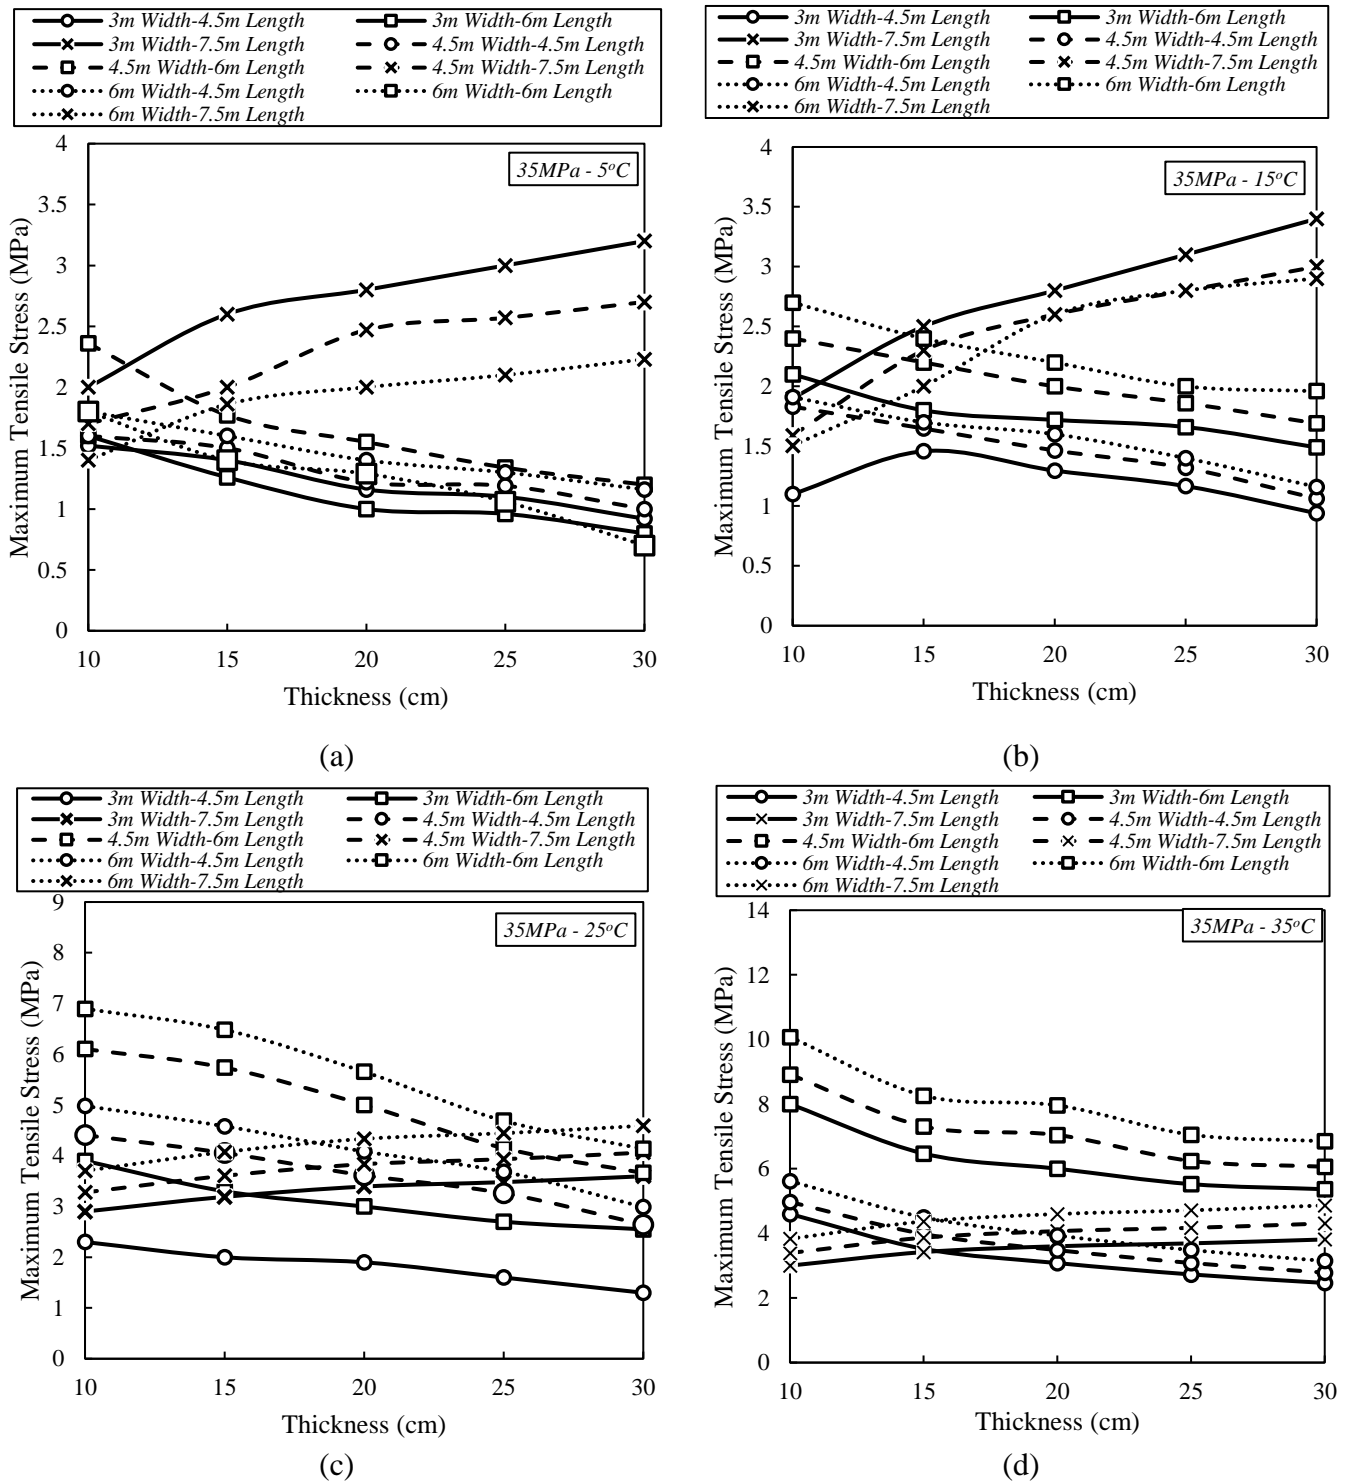 3m Width-4.5m Length 3m Width-6m Length
3m Width-7.5m Length 4.5m Width-4.5m Length
4.5m Width-6m Length 4.5m Width-7.5m Length
6m Width-4.5m Length 6m Width-6m Length
6m Width-7.5m Length
35MPa - 5°C
Maximum Tensile Stress (MPa)
4
3.5
3
2.5
2
1.5
1
0.5
0
10 15 20 25 30
Thickness (cm)
(a)
3m Width-4.5m Length 3m Width-6m Length
3m Width-7.5m Length 4.5m Width-4.5m Length
4.5m Width-6m Length 4.5m Width-7.5m Length
6m Width-4.5m Length 6m Width-6m Length
6m Width-7.5m Length
35MPa - 15°C
Maximum Tensile Stress (MPa)
4
3.5
3
2.5
2
1.5
1
0.5
0
10 15 20 25 30
Thickness (cm)
(b)
3m Width-4.5m Length 3m Width-6m Length
3m Width-7.5m Length 4.5m Width-4.5m Length
4.5m Width-6m Length 4.5m Width-7.5m Length
6m Width-4.5m Length 6m Width-6m Length
6m Width-7.5m Length
35MPa - 25°C
Maximum Tensile Stress (MPa)
9
8
7
6
5
4
3
2
1
0
10 15 20 25 30
Thickness (cm)
(c)
3m Width-4.5m Length 3m Width-6m Length
3m Width-7.5m Length 4.5m Width-4.5m Length
4.5m Width-6m Length 4.5m Width-7.5m Length
6m Width-4.5m Length 6m Width-6m Length
6m Width-7.5m Length
35MPa - 35°C
Maximum Tensile Stress (MPa)
14
12
10
8
6
4
2
0
10 15 20 25 30
Thickness (cm)
(d)